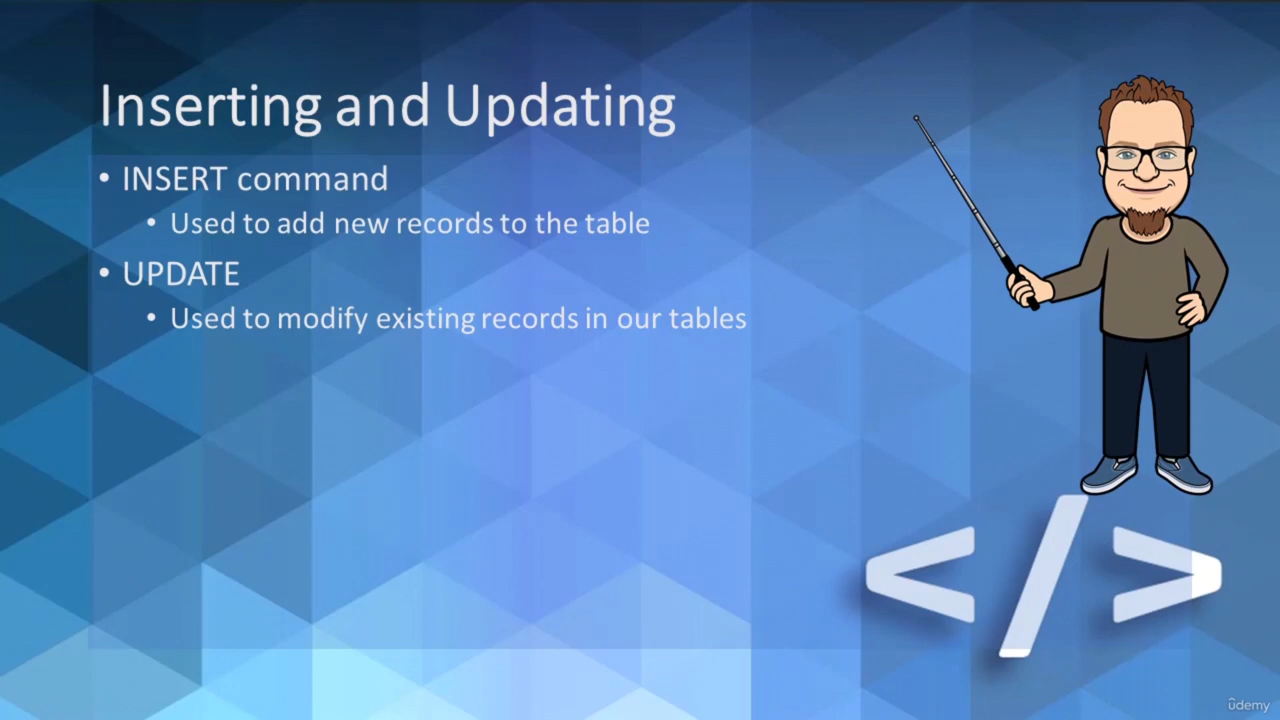 Inserting and Updating
• INSERT command
• Used to add new records to the table
• UPDATE
• Used to modify existing records in our tables
</>
ûdemy